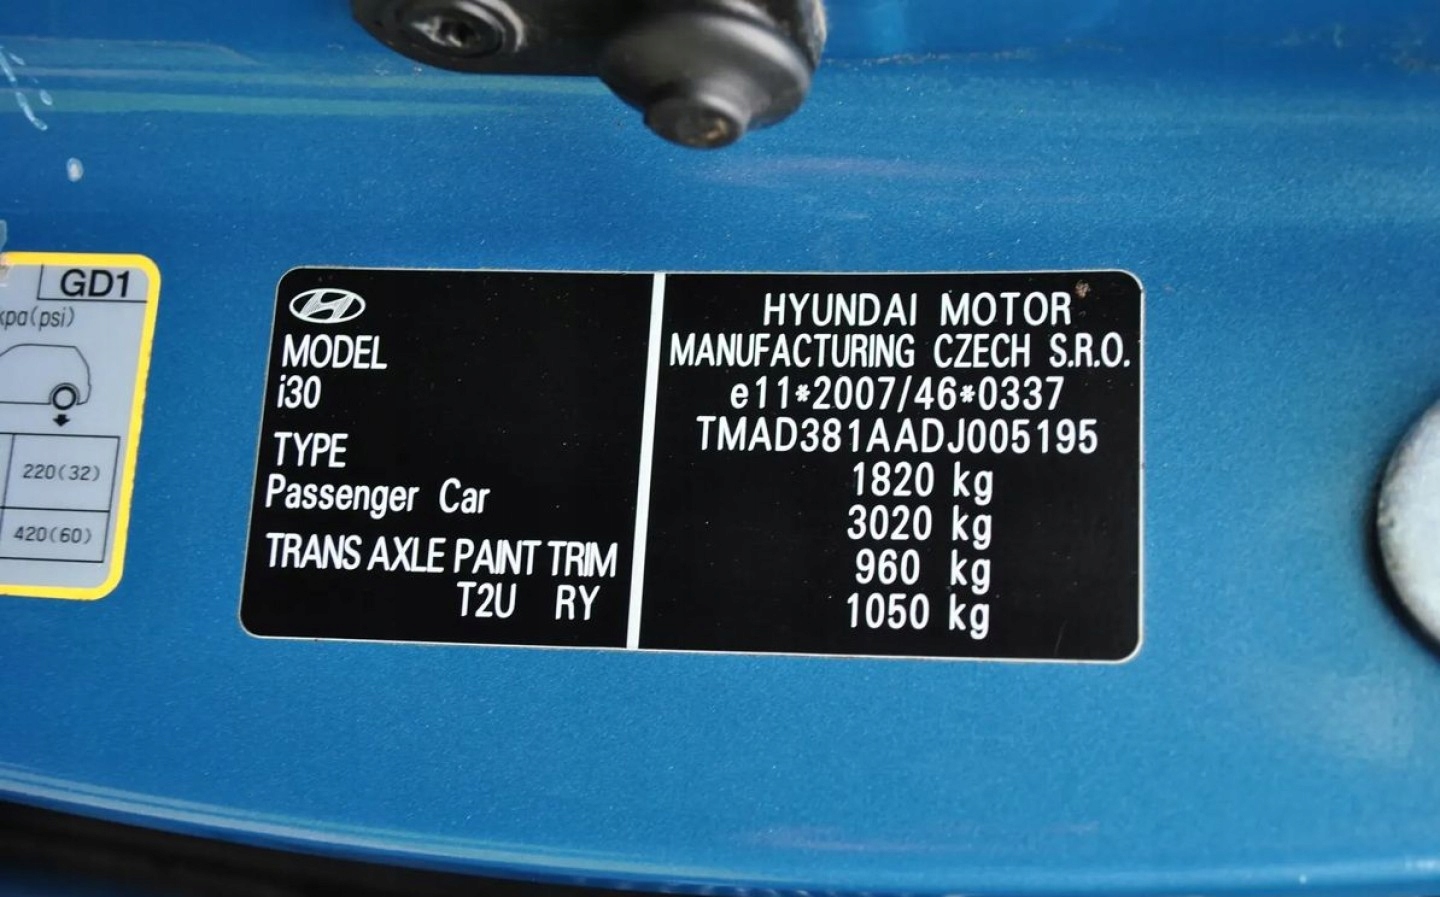 GD1
kpa(psi)
220(32)
420(60)
MODEL
i30
TYPE
Passenger Car
TRANS AXLE PAINT TRIM
T2U RY
HYUNDAI MOTOR
MANUFACTURING CZECH S.R.O.
e11*2007/46*0337
TMAD381AADJ005195
1820 kg
3020 kg
960 kg
1050 kg